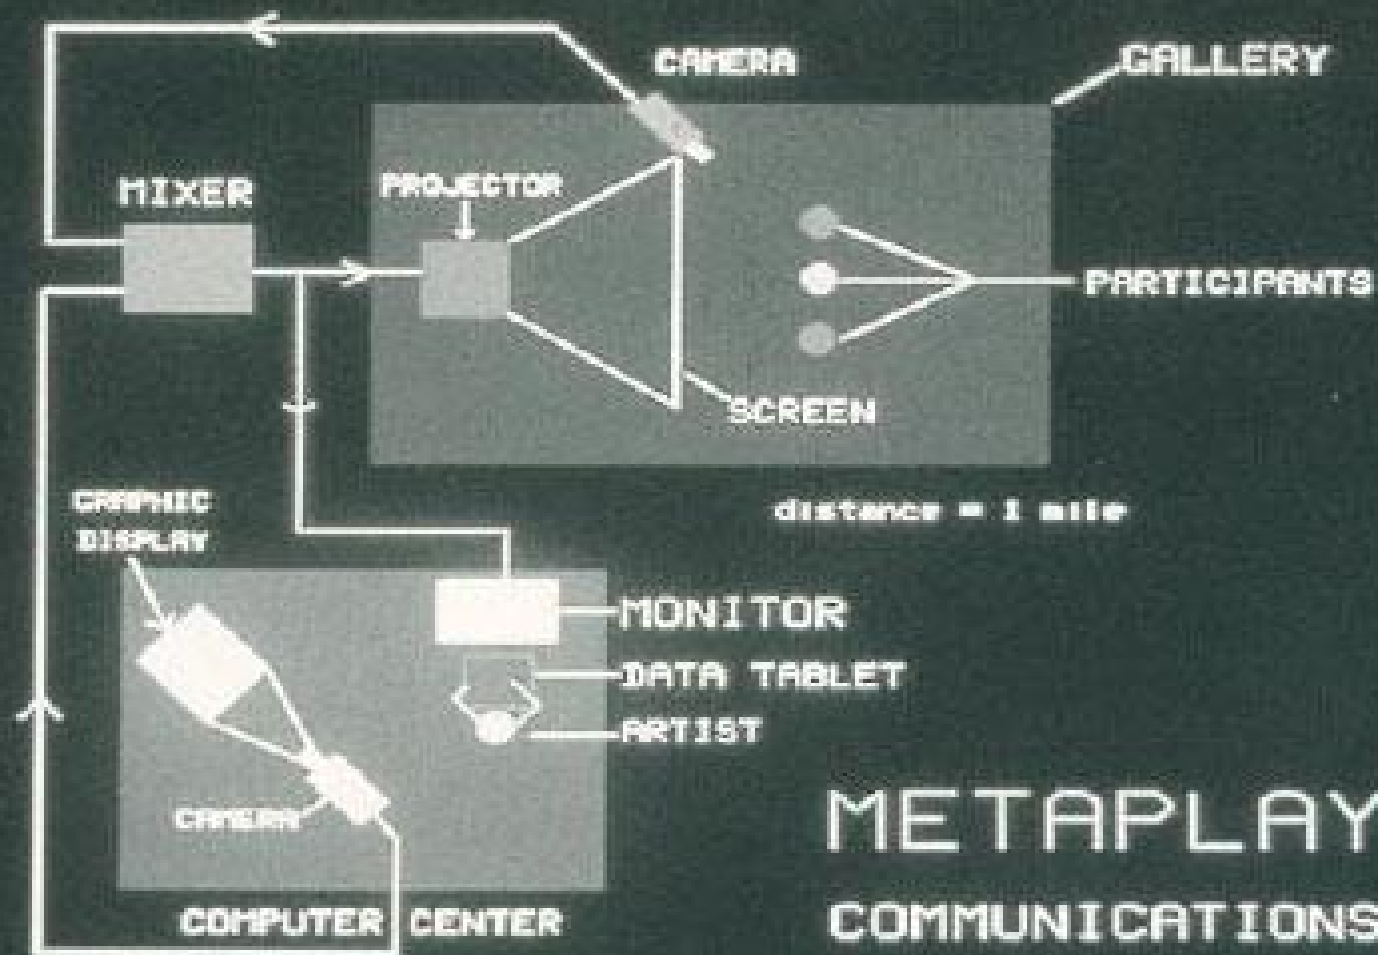 CAMERA
GALLERY
MIXER
PROJECTOR
PARTICIPANTS
SCREEN
GRAPHIC
DISPLAY
distance = 1 mile
MONITOR
DATA TABLET
ARTIST
CAMERA
METAPLAY
COMPUTER CENTER
COMMUNICATIONS